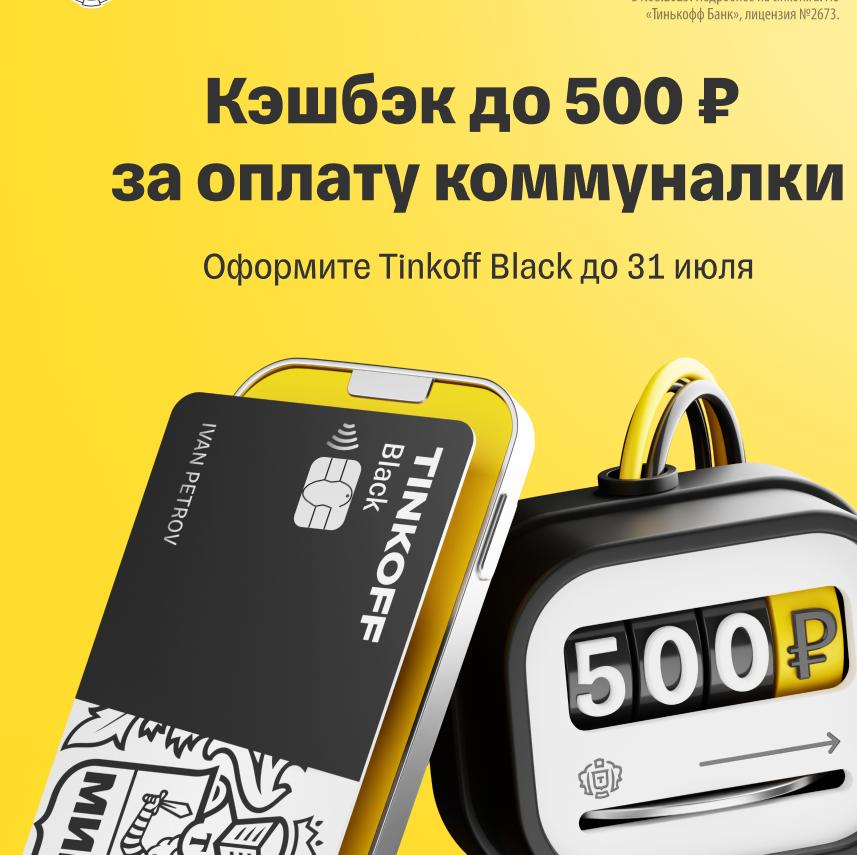 «Тинькофф Банк», лицензия №2673.
Кэшбэк до 500 ₽
за оплату коммуналки
Оформите Tinkoff Black до 31 июля
IVAN PETROV
Black
TINKOFF
500₽